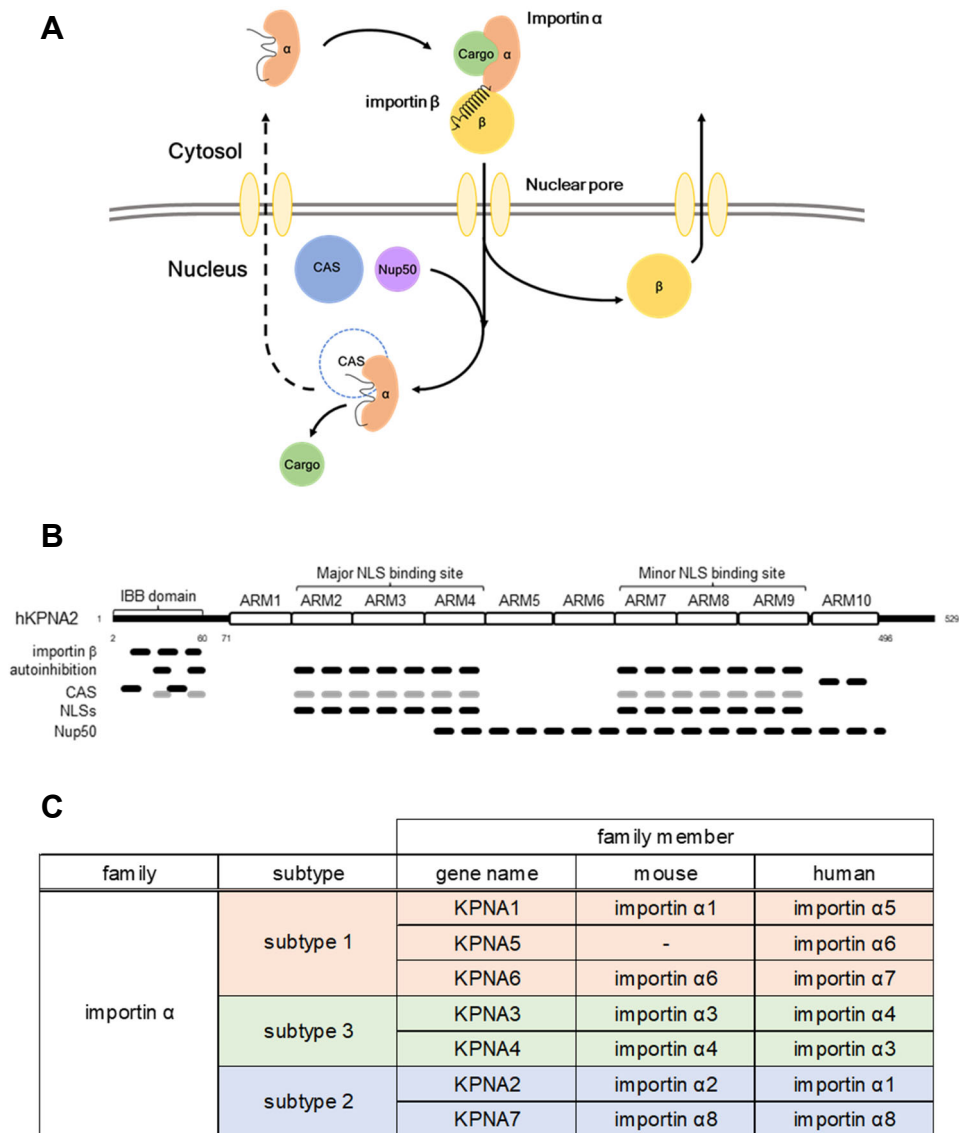 A
Importin α
α
Cargo
α
importin β
β
Cytosol
Nuclear pore
Nucleus
CAS
Nup50
β
CAS
α
Cargo
B
Major NLS binding site
Minor NLS binding site
IBB domain
ARM1 ARM2 ARM3 ARM4 ARM5 ARM6 ARM7 ARM8 ARM9 ARM10
hKPNA2 1 529
2 60 71 496
importin β
autoinhibition
CAS
NLSs
Nup50
C
family member
family subtype gene name mouse human
importin α subtype 1 KPNA1 importin α1 importin α5
KPNA5 - importin α6
KPNA6 importin α6 importin α7
subtype 3 KPNA3 importin α3 importin α4
KPNA4 importin α4 importin α3
subtype 2 KPNA2 importin α2 importin α1
KPNA7 importin α8 importin α8